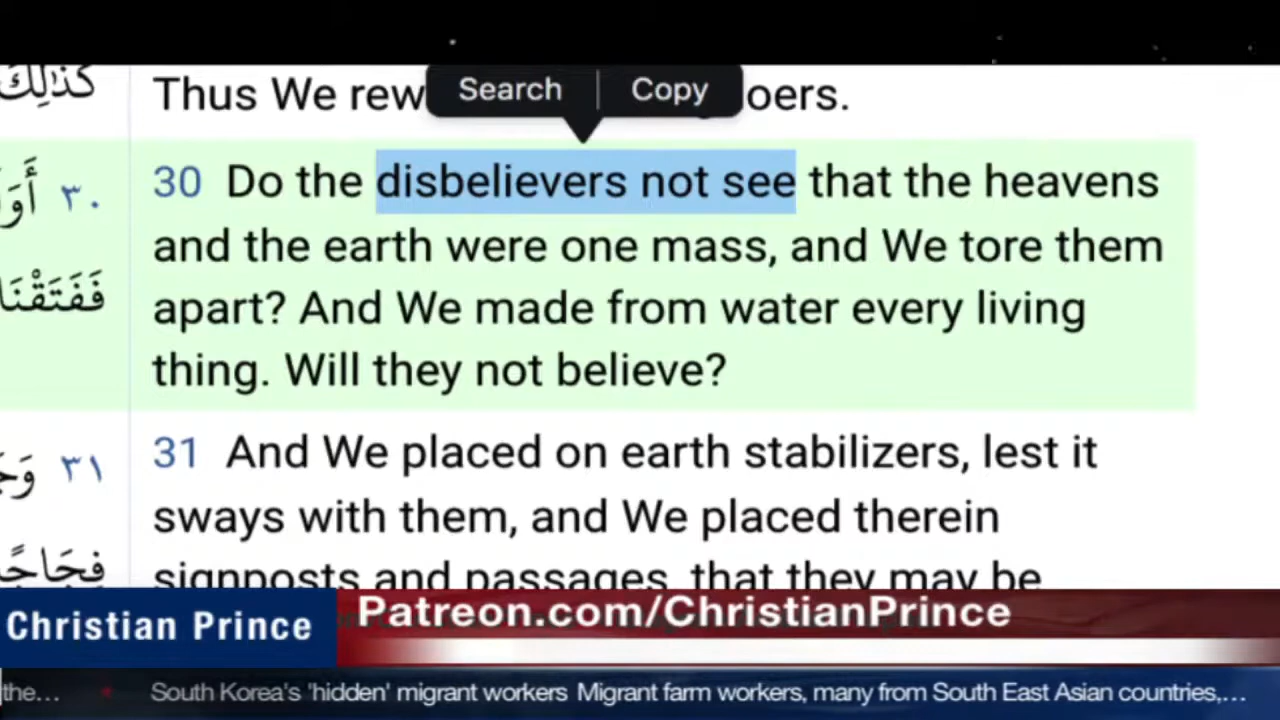 Search Copy
كَذَٰلِكَ
Thus We rew oers.
٣٠
30 Do the disbelievers not see that the heavens
and the earth were one mass, and We tore them
فَفَتَقْنَا
apart? And We made from water every living
thing. Will they not believe?
٣١
31 And We placed on earth stabilizers, lest it
sways with them, and We placed therein
فِجَاجًا
signposts and passages, that they may be
Patreon.com/ChristianPrince
Christian Prince
the... South Korea's 'hidden' migrant workers Migrant farm workers, many from South East Asian countries,...